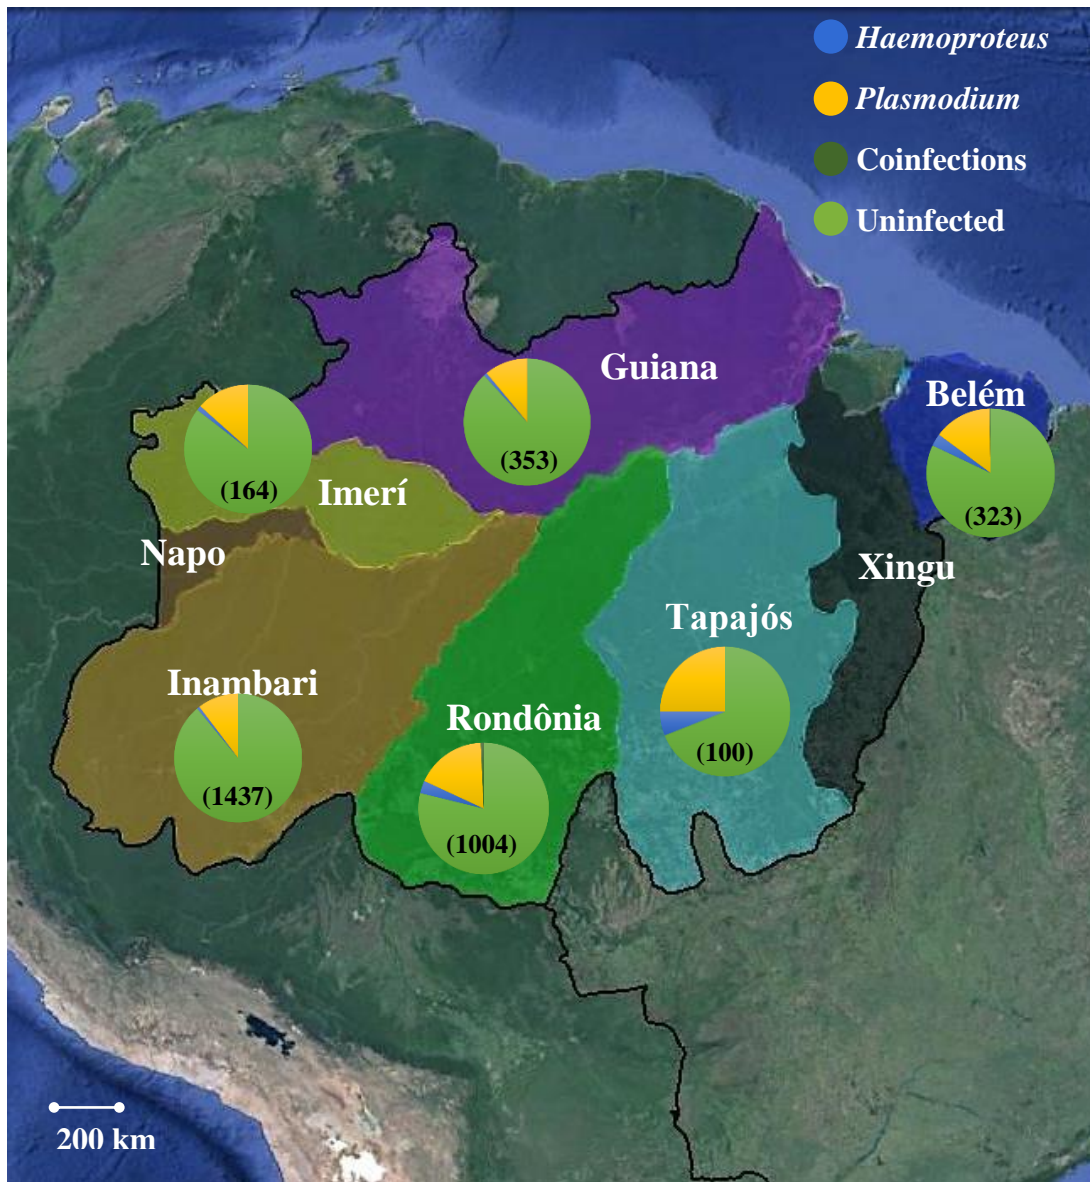 Haemoproteus
Plasmodium
Coinfections
Uninfected
Guiana
(353)
Belém
(323)
(164)
Imerí
Napo
Xingu
Tapajós
(100)
Inambari
(1437)
Rondônia
(1004)
200 km